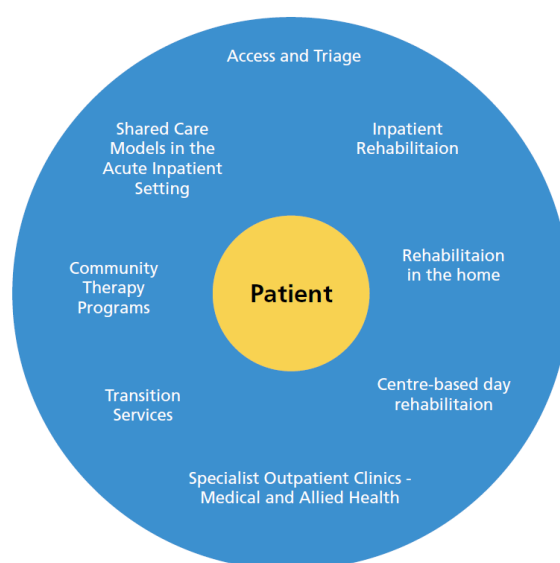 Access and Triage
Shared Care
Models in the
Acute Inpatient
Setting
Inpatient
Rehabilitaion
Community
Therapy
Programs
Patient
Rehabilitaion
in the home
Transition
Services
Centre-based day
rehabilitaion
Specialist Outpatient Clinics -
Medical and Allied Health